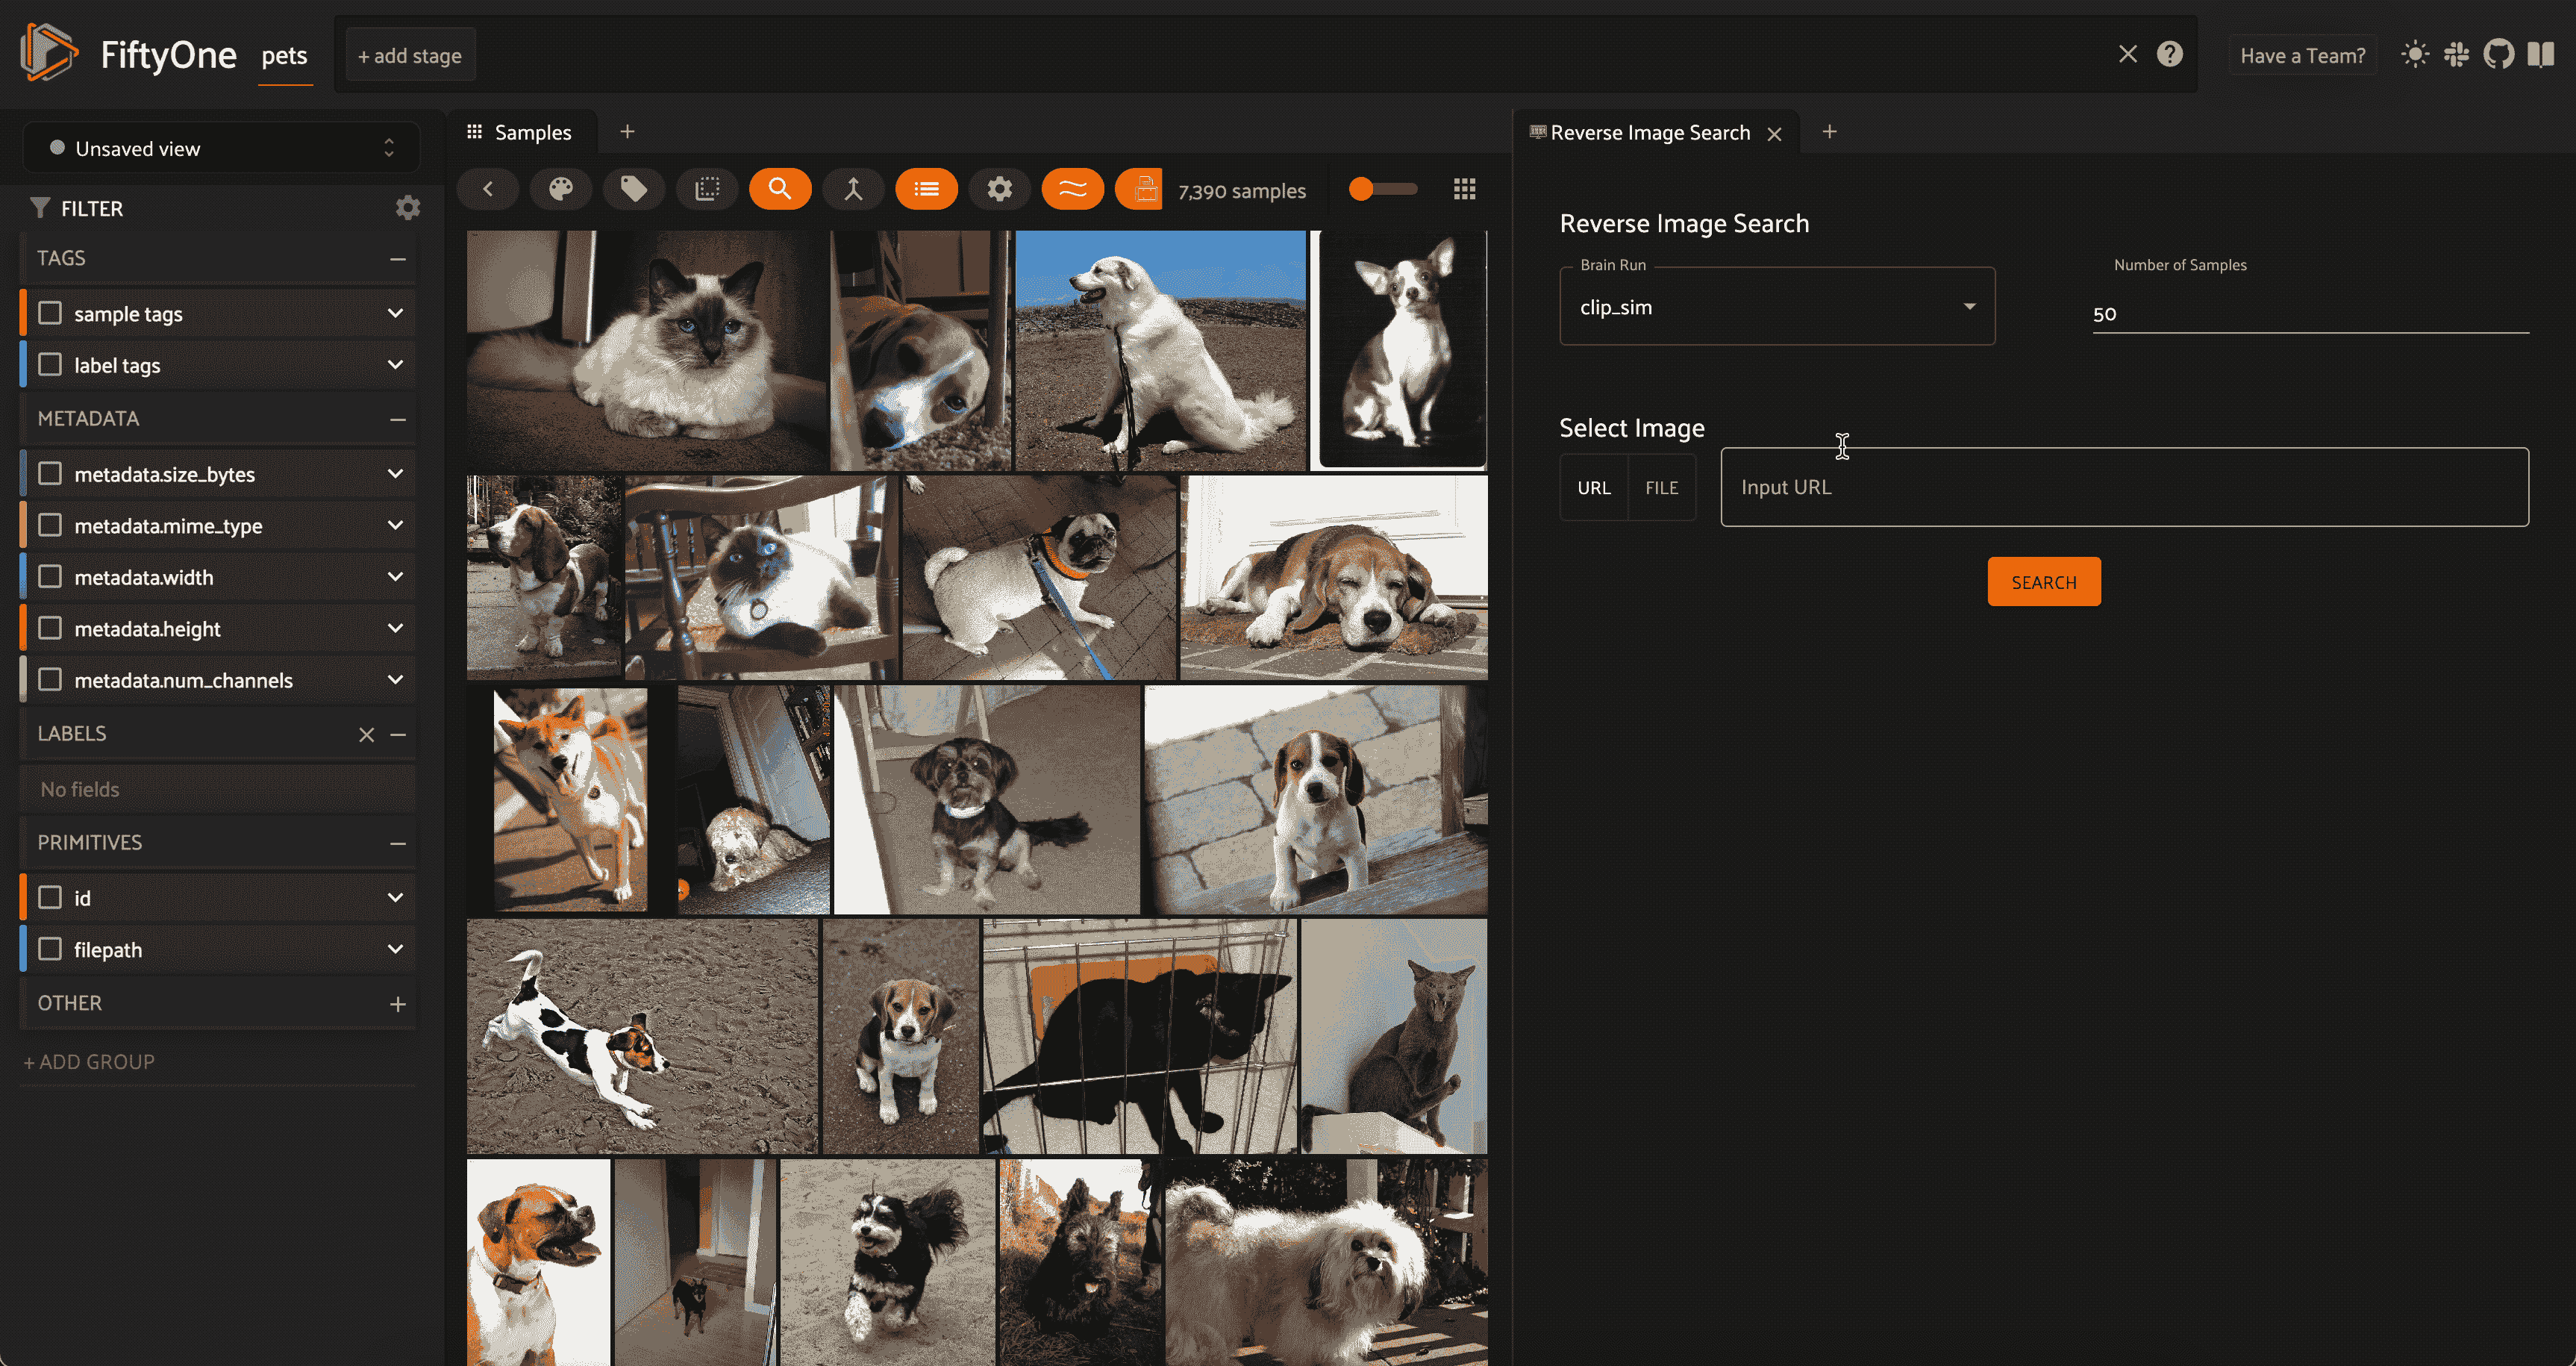 FiftyOne
pets
+ add stage
Have a Team?
Unsaved view
FILTER
TAGS
sample tags
label tags
METADATA
metadata.size_bytes
metadata.mime_type
metadata.width
metadata.height
metadata.num_channels
LABELS
No fields
PRIMITIVES
id
filepath
OTHER
+ ADD GROUP
Samples
7,390 samples
Reverse Image Search
Reverse Image Search
Brain Run
clip_sim
Number of Samples
50
Select Image
URL
FILE
Input URL
SEARCH